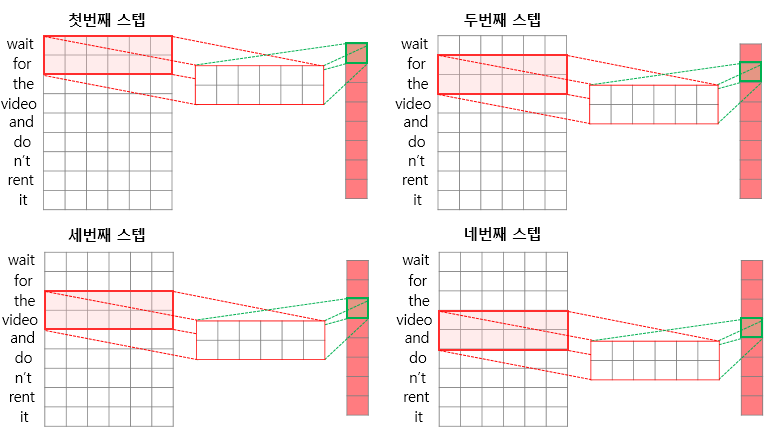 첫번째 스텝
wait
for
the
video
and
do
n't
rent
it
두번째 스텝
wait
for
the
video
and
do
n't
rent
it
세번째 스텝
wait
for
the
video
and
do
n't
rent
it
네번째 스텝
wait
for
the
video
and
do
n't
rent
it